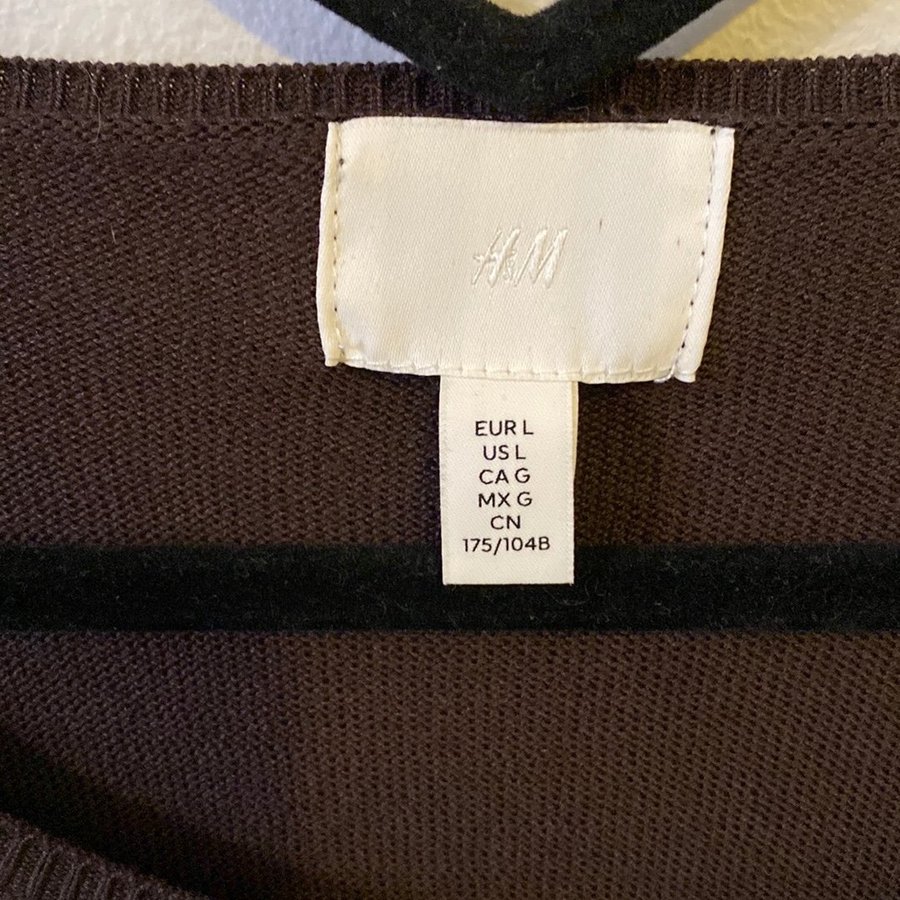 H&M
EUR L
US L
CA G
MX G
CN
175/104B